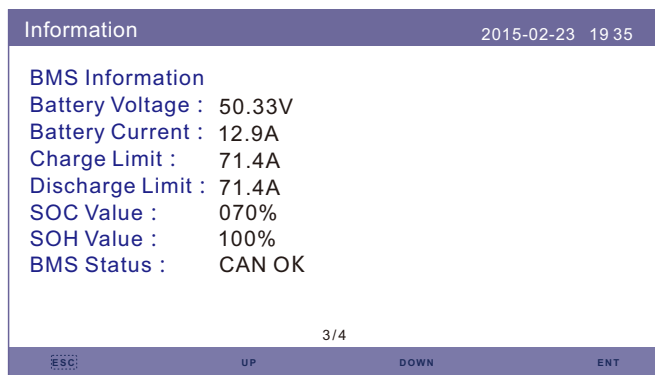 Information 2015-02-23 19 35
BMS Information
Battery Voltage : 50.33V
Battery Current : 12.9A
Charge Limit : 71.4A
Discharge Limit : 71.4A
SOC Value : 070%
SOH Value : 100%
BMS Status : CAN OK
3/4
ESC UP DOWN ENT